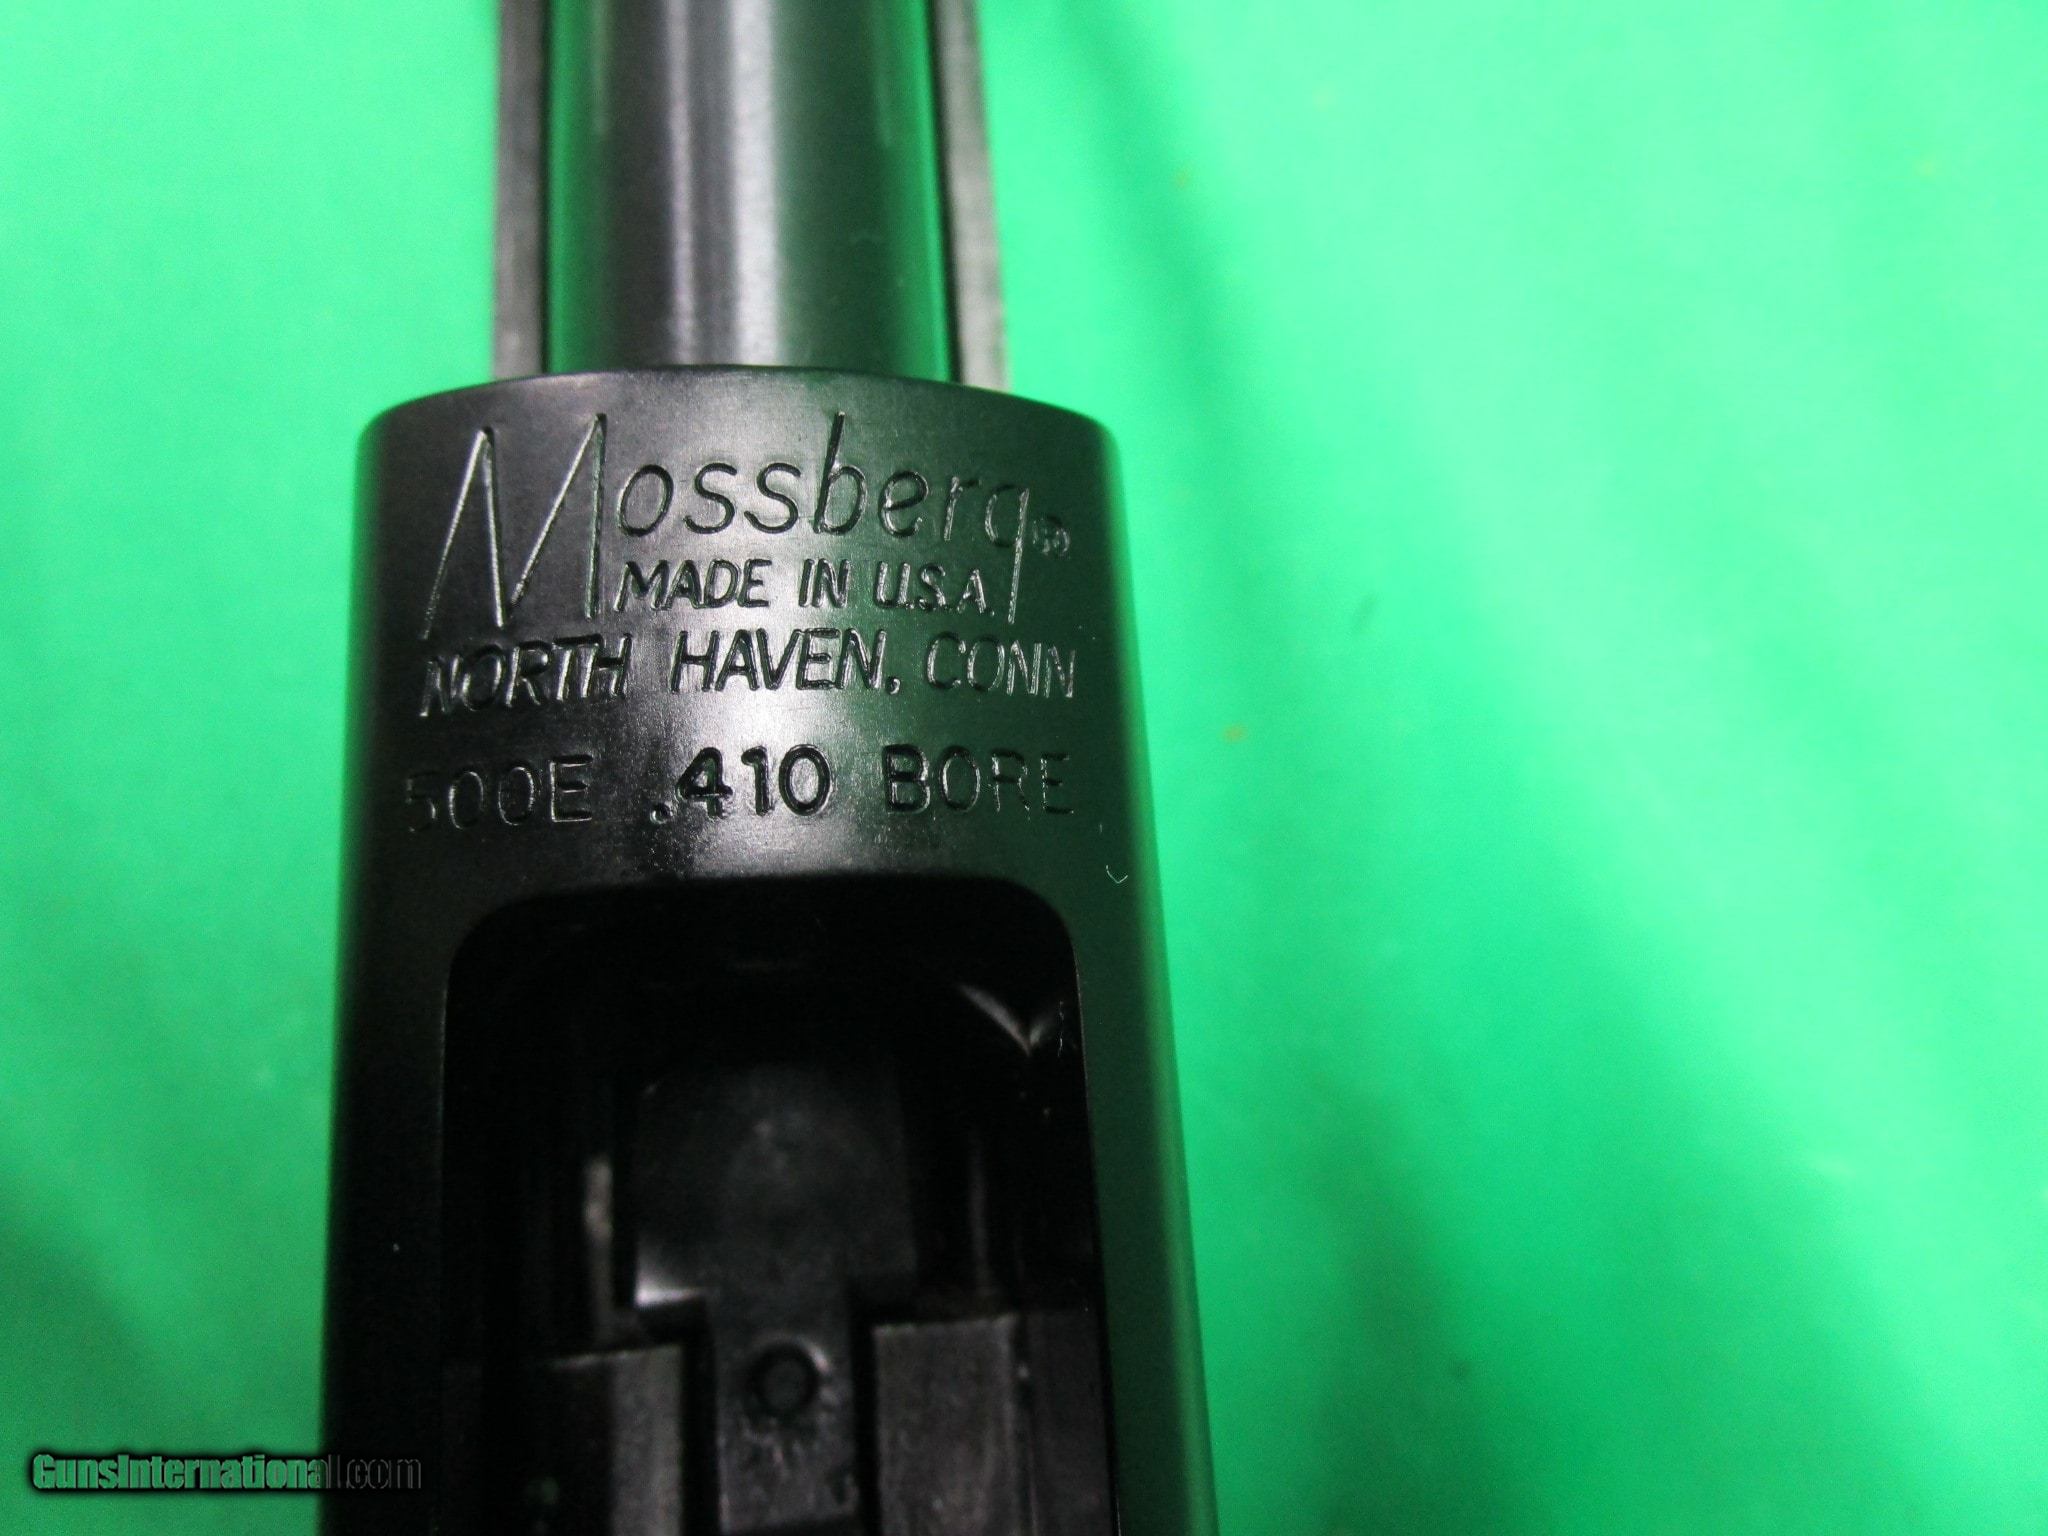 Mossberg®
MADE IN U.S.A.
NORTH HAVEN, CONN
500E .410 BORE
GunsInternational.com